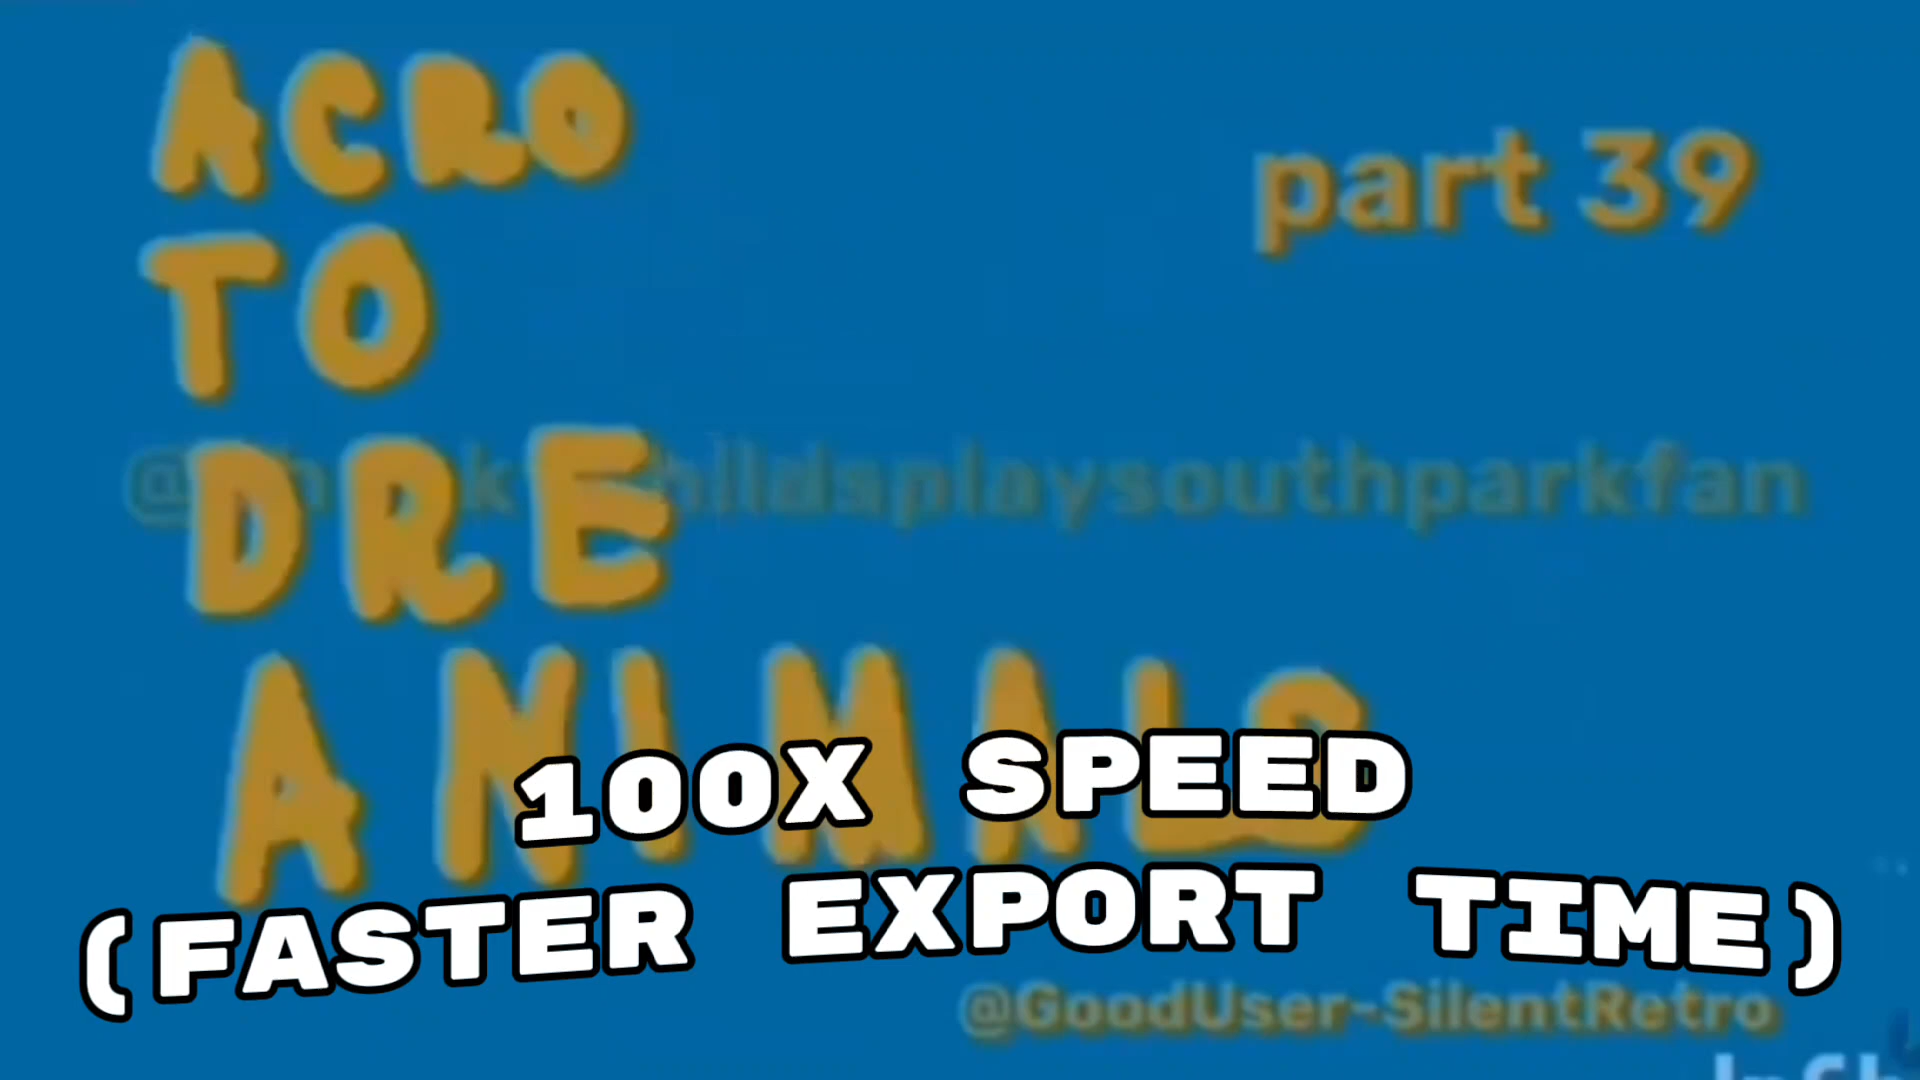 ACRO
part 39
TO
DRE
ANIMALS
100X SPEED
(FASTER EXPORT TIME)
@GoodUser-SilentRetro